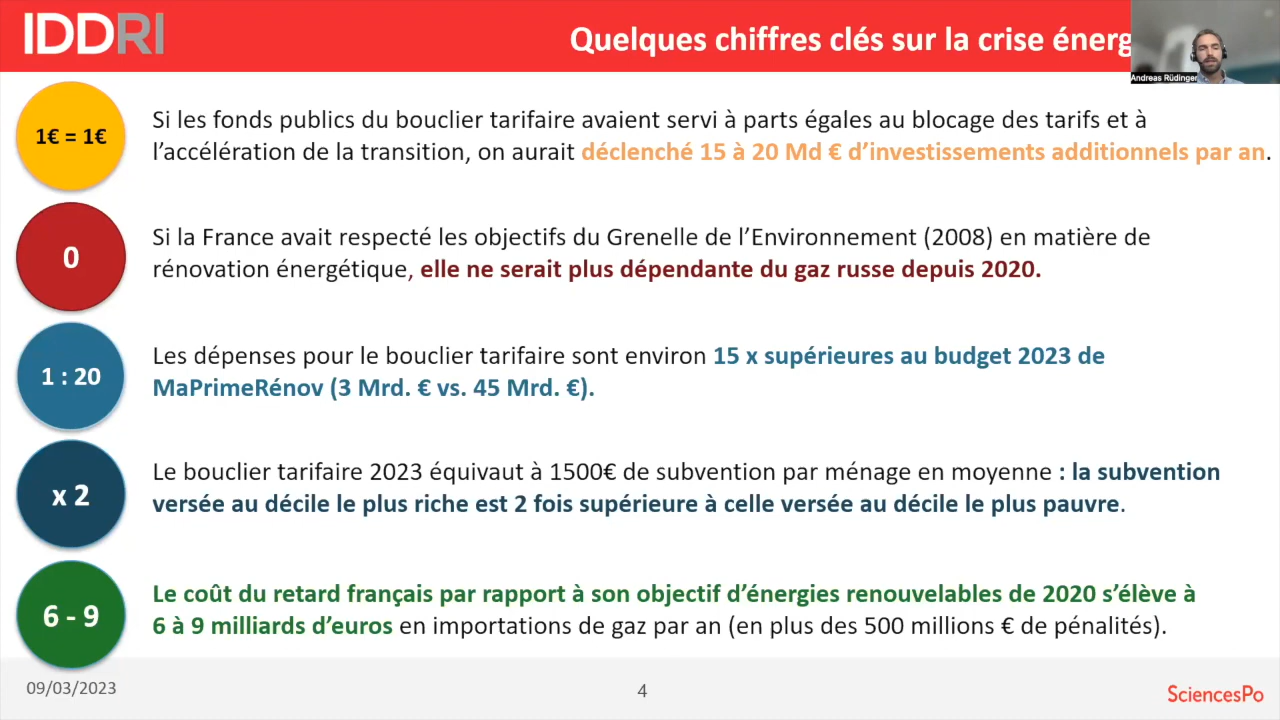 IDDRI
Quelques chiffres clés sur la crise énerg
Andreas Rüdinger
1€ = 1€
Si les fonds publics du bouclier tarifaire avaient servi à parts égales au blocage des tarifs et à
l’accélération de la transition, on aurait déclenché 15 à 20 Md € d’investissements additionnels par an.
0
Si la France avait respecté les objectifs du Grenelle de l’Environnement (2008) en matière de
rénovation énergétique, elle ne serait plus dépendante du gaz russe depuis 2020.
1 : 20
Les dépenses pour le bouclier tarifaire sont environ 15 x supérieures au budget 2023 de
MaPrimeRénov (3 Mrd. € vs. 45 Mrd. €).
x 2
Le bouclier tarifaire 2023 équivaut à 1500€ de subvention par ménage en moyenne : la subvention
versée au décile le plus riche est 2 fois supérieure à celle versée au décile le plus pauvre.
6 - 9
Le coût du retard français par rapport à son objectif d’énergies renouvelables de 2020 s’élève à
6 à 9 milliards d’euros en importations de gaz par an (en plus des 500 millions € de pénalités).
09/03/2023
4
SciencesPo